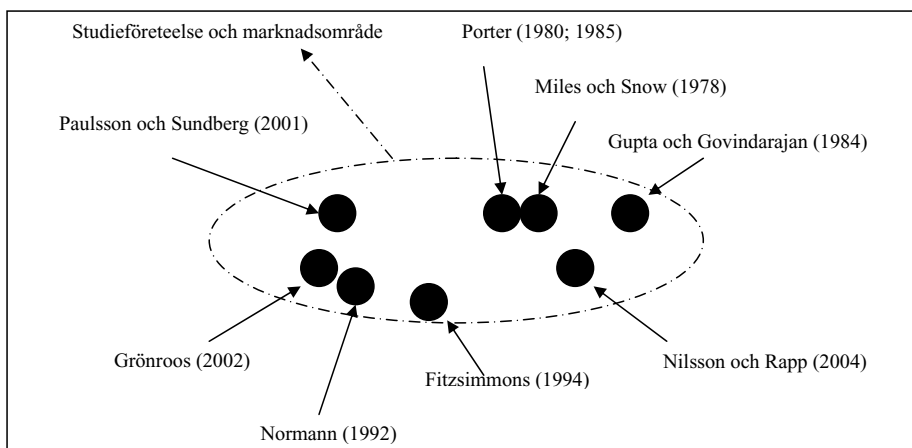 Studieföreteelse och marknadsområde
Porter (1980; 1985)
Miles och Snow (1978)
Paulsson och Sundberg (2001)
Gupta och Govindarajan (1984)
Grönroos (2002)
Nilsson och Rapp (2004)
Fitzsimmons (1994)
Normann (1992)